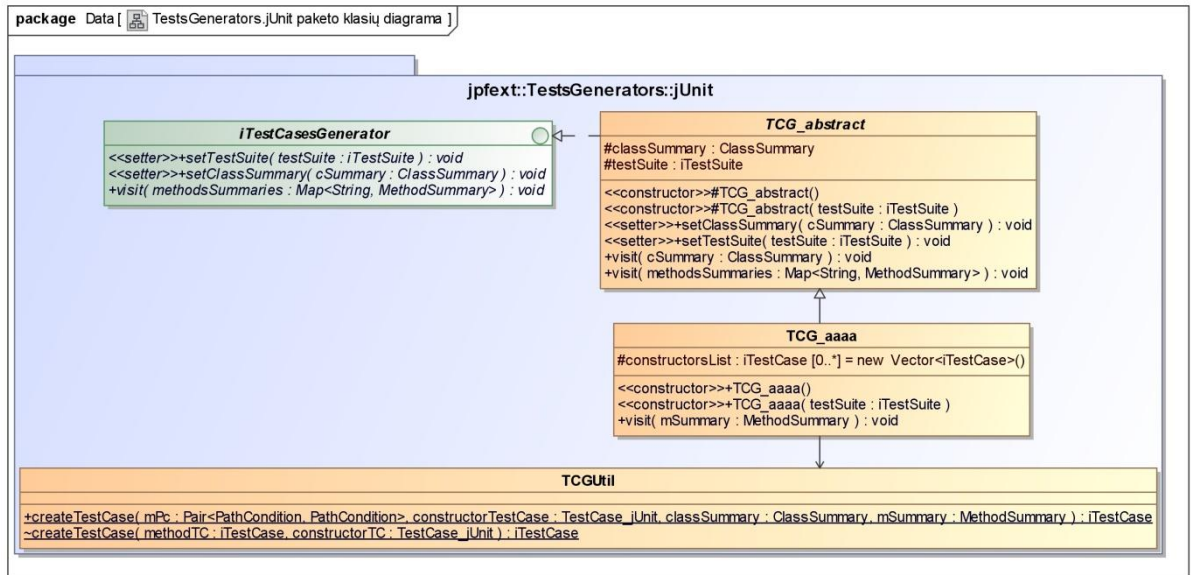 package Data [ TestsGenerators.jUnit paketo klasių diagrama ]
jpfext::TestsGenerators::jUnit
iTestCasesGenerator
<<setter>>+setTestSuite( testSuite : iTestSuite ) : void
<<setter>>+setClassSummary( cSummary : ClassSummary ) : void
+visit( methodsSummaries : Map<String, MethodSummary> ) : void
TCG_abstract
#classSummary : ClassSummary
#testSuite : iTestSuite
<<constructor>>#TCG_abstract()
<<constructor>>#TCG_abstract( testSuite : iTestSuite )
<<setter>>+setClassSummary( cSummary : ClassSummary ) : void
<<setter>>+setTestSuite( testSuite : iTestSuite ) : void
+visit( cSummary : ClassSummary ) : void
+visit( methodsSummaries : Map<String, MethodSummary> ) : void
TCG_aaaa
#constructorsList : iTestCase [0..*] = new Vector<iTestCase>()
<<constructor>>+TCG_aaaa()
<<constructor>>+TCG_aaaa( testSuite : iTestSuite )
+visit( mSummary : MethodSummary ) : void
TCGUtil
+createTestCase( mPc : Pair<PathCondition, PathCondition>, constructorTestCase : TestCase_jUnit, classSummary : ClassSummary, mSummary : MethodSummary ) : iTestCase
~createTestCase( methodTC : iTestCase, constructorTC : TestCase_jUnit ) : iTestCase